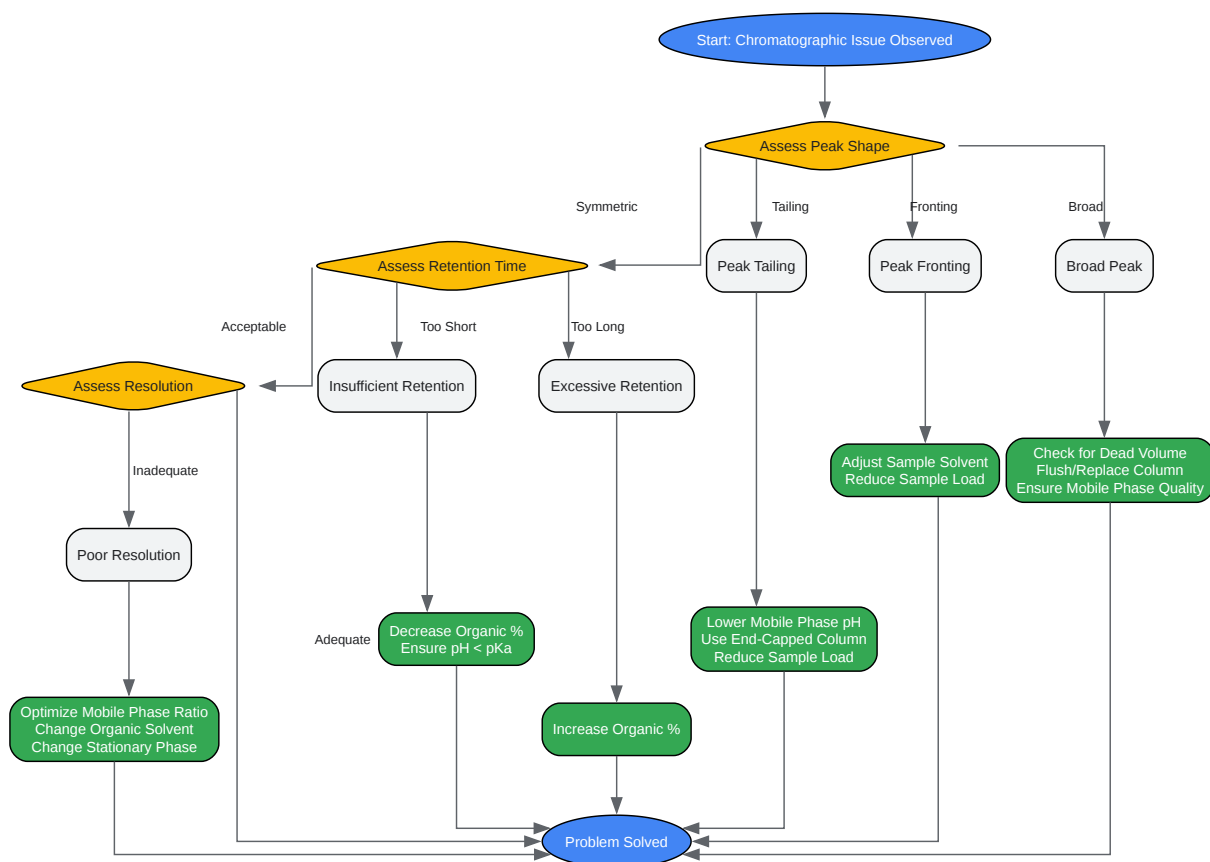 Start: Chromatographic Issue Observed
Assess Peak Shape
Symmetric
Tailing
Fronting
Broad
Assess Retention Time
Peak Tailing
Peak Fronting
Broad Peak
Acceptable
Too Short
Too Long
Assess Resolution
Insufficient Retention
Excessive Retention
Inadequate
Adjust Sample Solvent
Reduce Sample Load
Check for Dead Volume
Flush/Replace Column
Ensure Mobile Phase Quality
Poor Resolution
Adequate
Decrease Organic %
Ensure pH < pKa
Lower Mobile Phase pH
Use End-Capped Column
Reduce Sample Load
Optimize Mobile Phase Ratio
Change Organic Solvent
Change Stationary Phase
Increase Organic %
Problem Solved